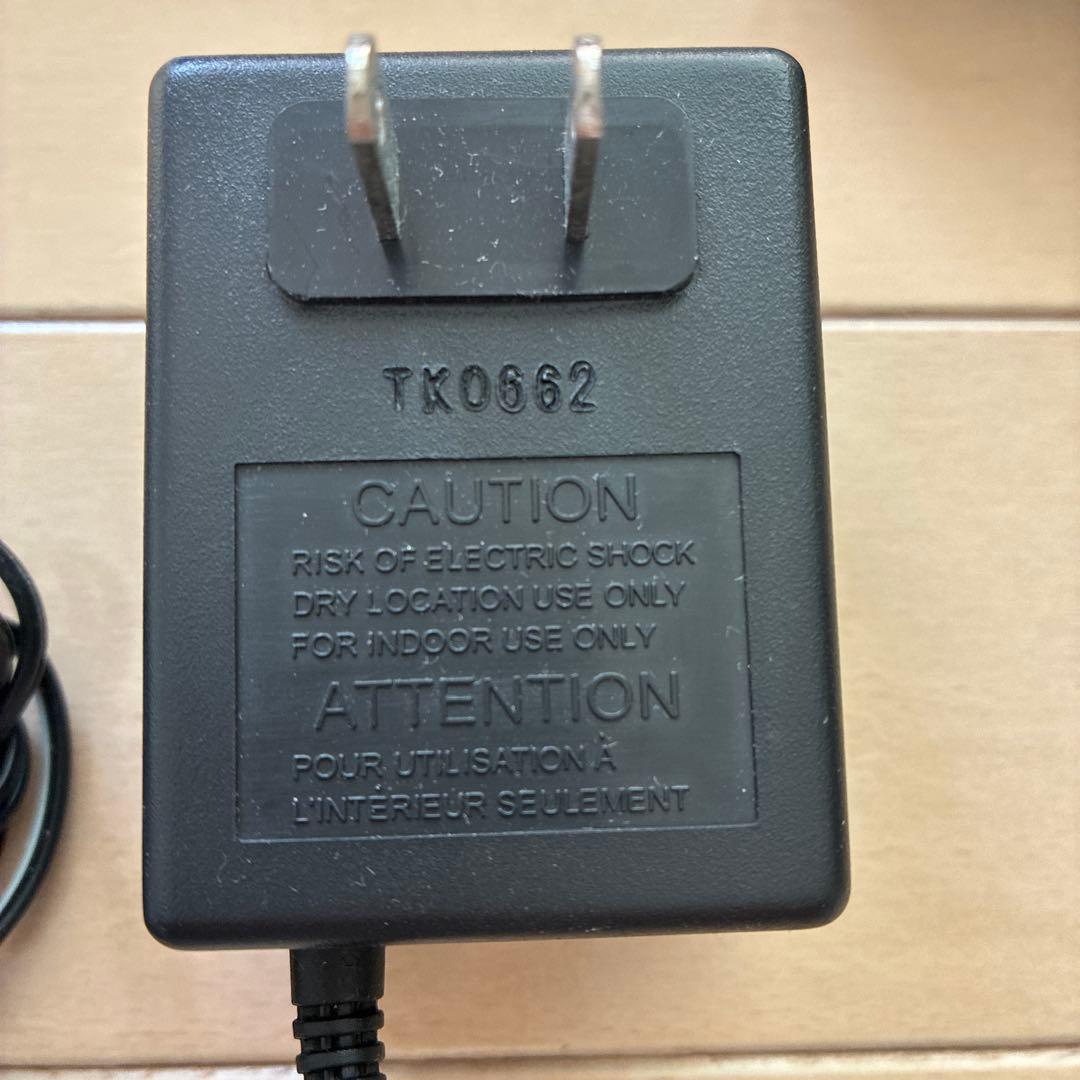 TK0662
CAUTION
RISK OF ELECTRIC SHOCK
DRY LOCATION USE ONLY
FOR INDOOR USE ONLY
ATTENTION
POUR UTILISATION À
L'INTÉRIEUR SEULEMENT